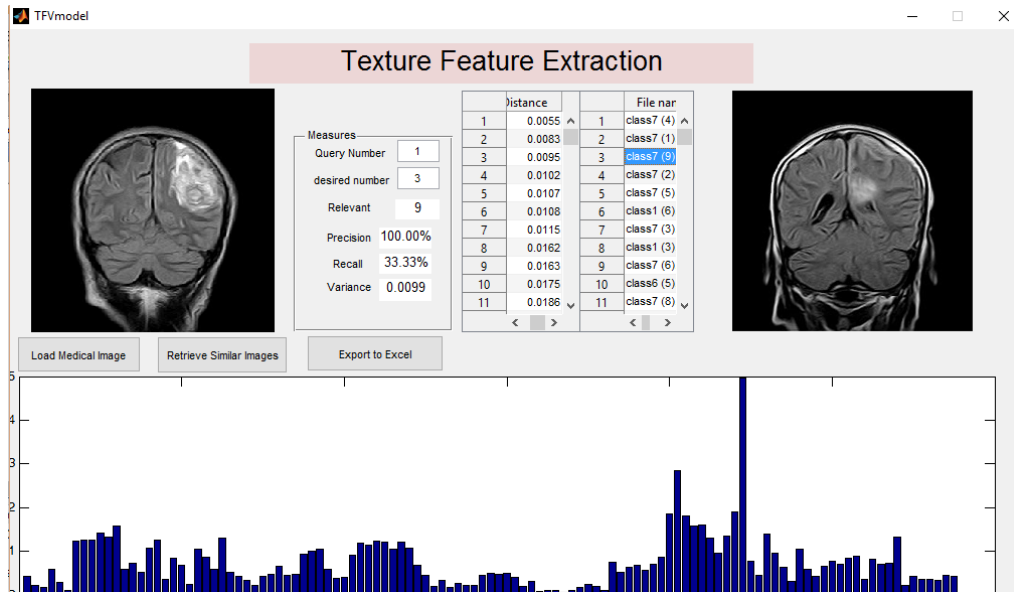 TFVmodel
Texture Feature Extraction
Measures
Query Number 1
desired number 3
Relevant 9
Precision 100.00%
Recall 33.33%
Variance 0.0099
Distance File nar
1 0.0055 1 class7 (4)
2 0.0083 2 class7 (1)
3 0.0095 3 class7 (9)
4 0.0102 4 class7 (2)
5 0.0107 5 class7 (5)
6 0.0108 6 class1 (6)
7 0.0115 7 class7 (3)
8 0.0162 8 class1 (3)
9 0.0163 9 class7 (6)
10 0.0175 10 class6 (5)
11 0.0186 11 class7 (8)
Load Medical Image
Retrieve Similar Images
Export to Excel
5
4
3
2
1